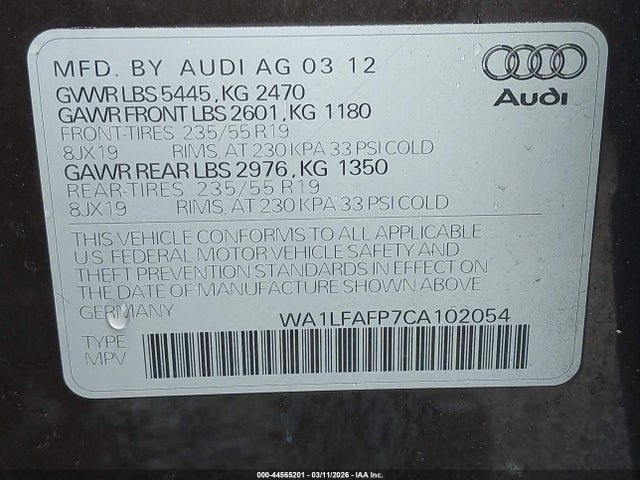 MFD. BY AUDI AG 03 12
GVWR LBS 5445, KG 2470
GAWR FRONT LBS 2601, KG 1180
FRONT-TIRES 235/55 R19
8JX19 RIMS, AT 230 KPA 33 PSI COLD
GAWR REAR LBS 2976, KG 1350
REAR-TIRES 235/55 R19
8JX19 RIMS, AT 230 KPA 33 PSI COLD
Audi
THIS VEHICLE CONFORMS TO ALL APPLICABLE
U.S. FEDERAL MOTOR VEHICLE SAFETY AND
THEFT PREVENTION STANDARDS IN EFFECT ON
THE DATE OF MANUFACTURE SHOWN ABOVE
GERMANY
WA1LFAFP7CA102054
TYPE
MPV
000-44565201 - 03/11/2026 - IAA Inc.